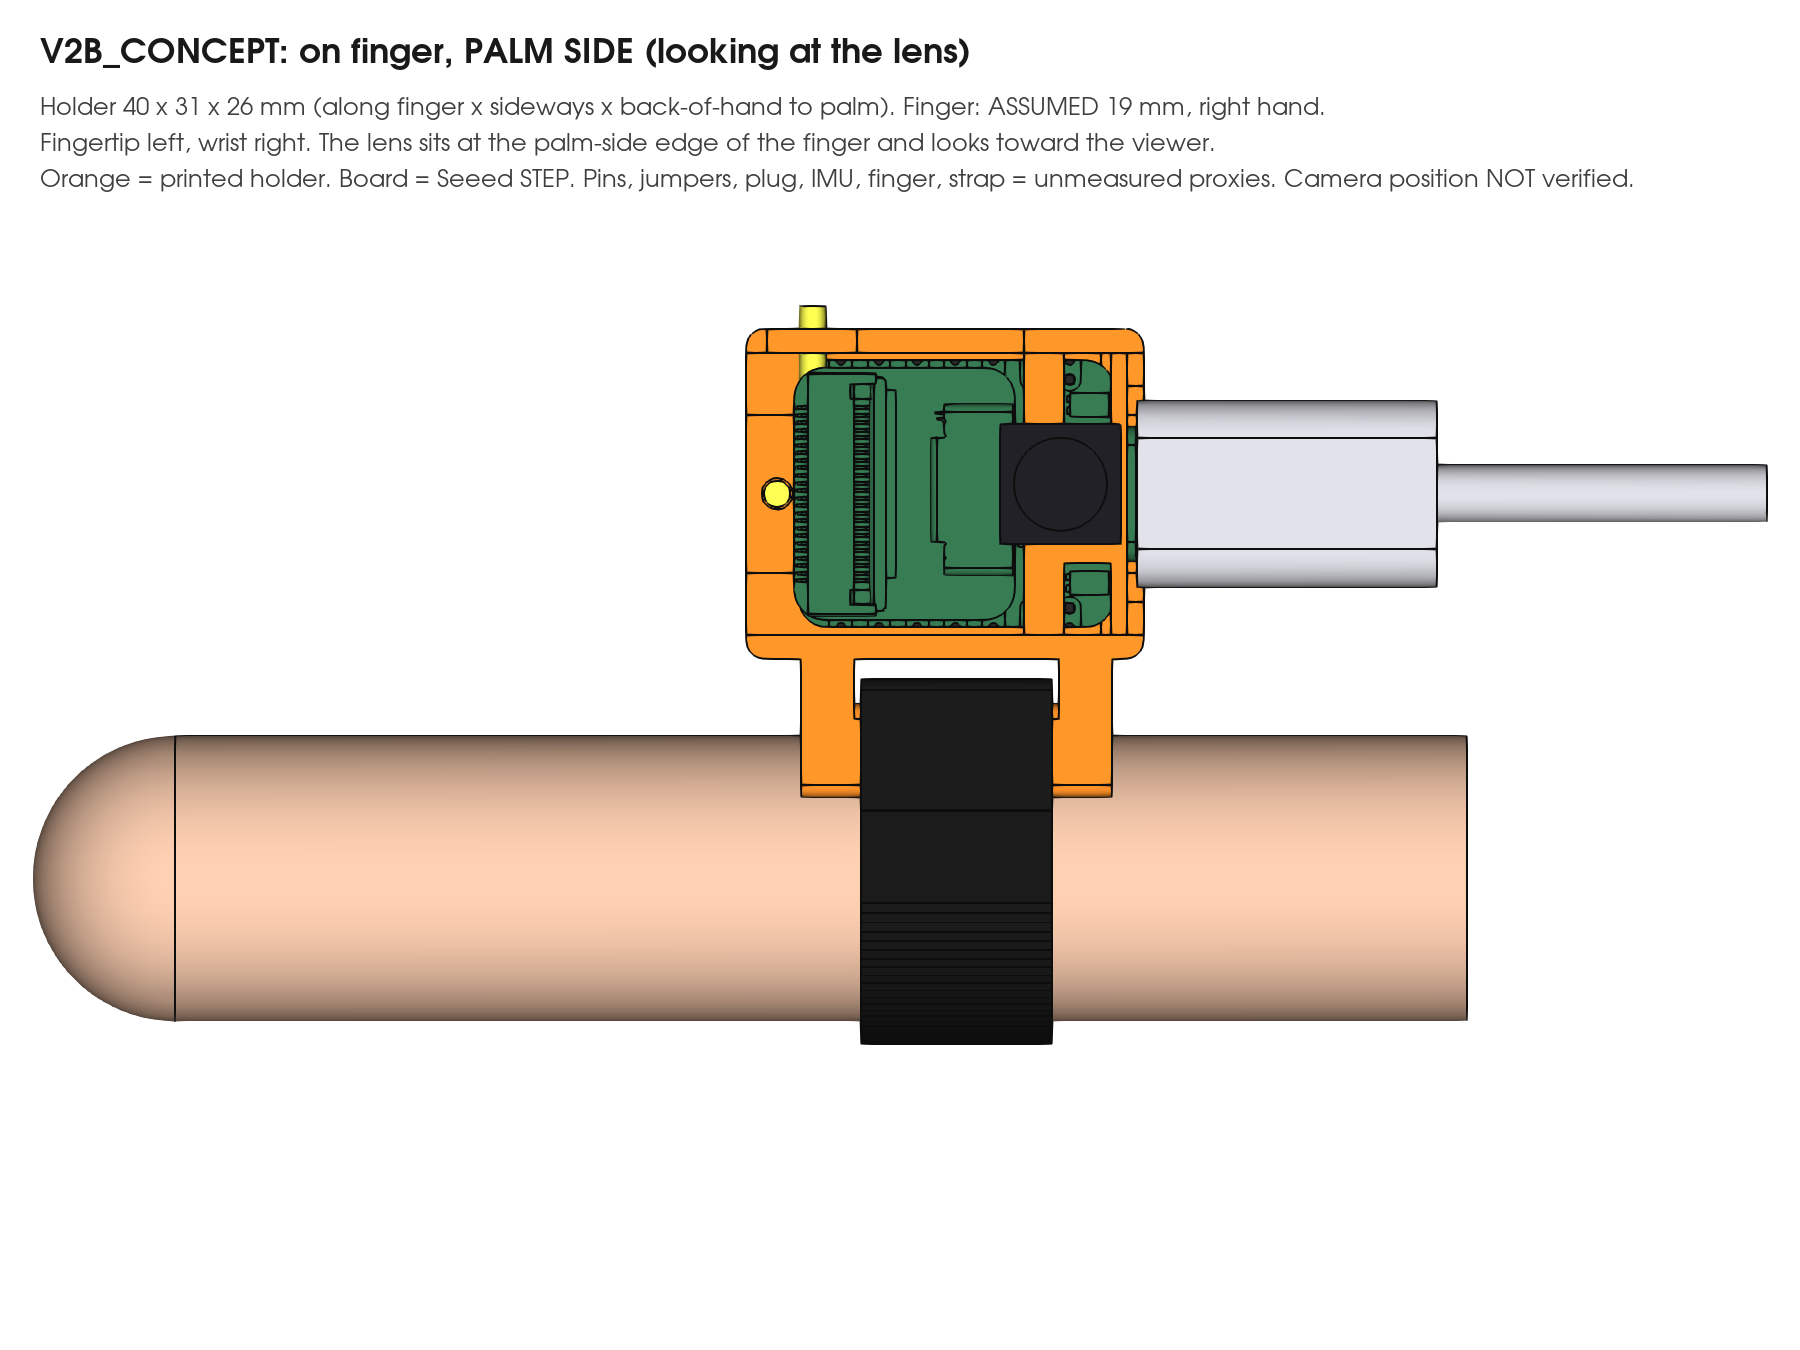 V2B_CONCEPT: on finger, PALM SIDE (looking at the lens)
Holder 40 x 31 x 26 mm (along finger x sideways x back-of-hand to palm). Finger: ASSUMED 19 mm, right hand.
Fingertip left, wrist right. The lens sits at the palm-side edge of the finger and looks toward the viewer.
Orange = printed holder. Board = Seeed STEP. Pins, jumpers, plug, IMU, finger, strap = unmeasured proxies. Camera position NOT verified.